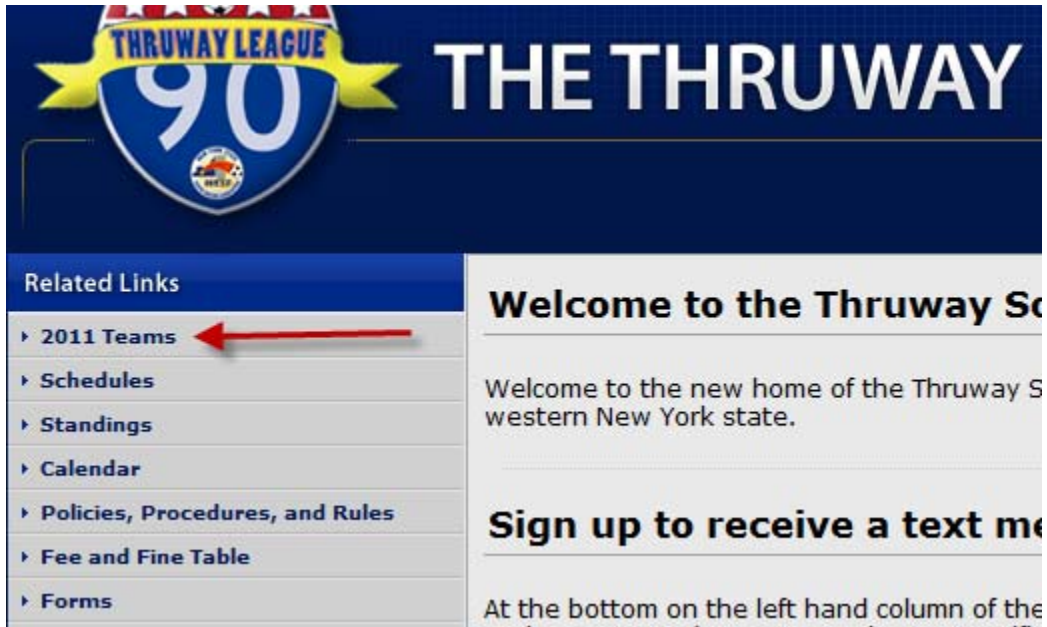 THRUWAY LEAGUE
90
THE THRUWAY
Related Links
2011 Teams
Schedules
Standings
Calendar
Policies, Procedures, and Rules
Fee and Fine Table
Forms
Welcome to the Thruway So
Welcome to the new home of the Thruway S
western New York state.
Sign up to receive a text me
At the bottom on the left hand column of the